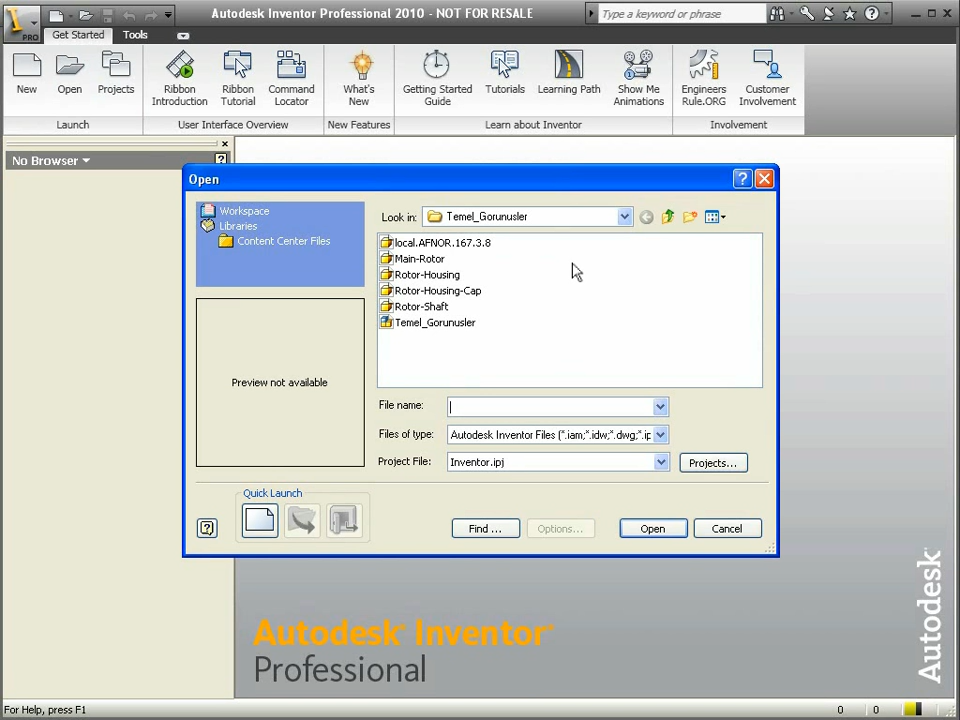 Autodesk Inventor Professional 2010 - NOT FOR RESALE
Type a keyword or phrase
PRO
Get Started
Tools
New
Open
Projects
Ribbon Introduction
Ribbon Tutorial
Command Locator
What's New
Getting Started Guide
Tutorials
Learning Path
Show Me Animations
Engineers Rule.ORG
Customer Involvement
Launch
User Interface Overview
New Features
Learn about Inventor
Involvement
No Browser
Open
Workspace
Libraries
Content Center Files
Look in:
Temel_Gorunusler
local.AFNOR.167.3.8
Main-Rotor
Rotor-Housing
Rotor-Housing-Cap
Rotor-Shaft
Temel_Gorunusler
Preview not available
File name:
Files of type:
Autodesk Inventor Files (*.iam;*.idw;*.dwg;*.ip
Project File:
Inventor.ipj
Projects...
Quick Launch
Find ...
Options...
Open
Cancel
Autodesk Inventor
Professional
Autodesk
For Help, press F1
0
0